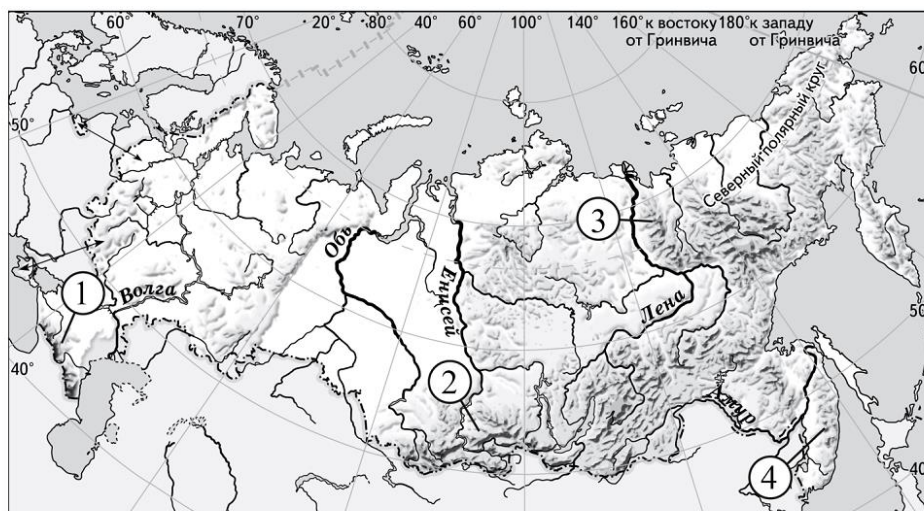 60° 70° 20° 80° 40° 60° 100° 140° 160° к востоку 180° к западу
от Гринвича от Гринвича
60
50°
Северный полярный круг
3
Обь
Енисей
1
Волга
Лена
50
40°
2
Амур
4
40